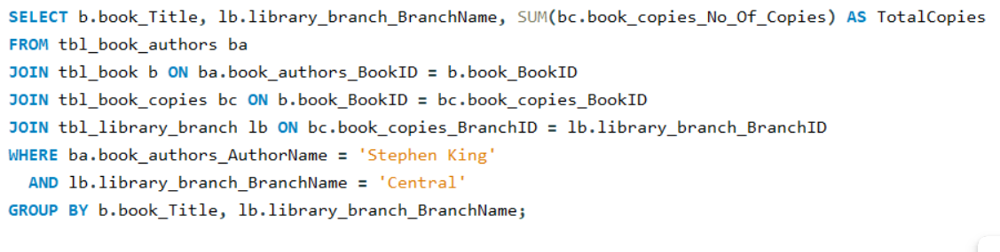 SELECT b.book_Title, lb.library_branch_BranchName, SUM(bc.book_copies_No_Of_Copies) AS TotalCopies
FROM tbl_book_authors ba
JOIN tbl_book b ON ba.book_authors_BookID = b.book_BookID
JOIN tbl_book_copies bc ON b.book_BookID = bc.book_copies_BookID
JOIN tbl_library_branch lb ON bc.book_copies_BranchID = lb.library_branch_BranchID
WHERE ba.book_authors_AuthorName = 'Stephen King'
  AND lb.library_branch_BranchName = 'Central'
GROUP BY b.book_Title, lb.library_branch_BranchName;